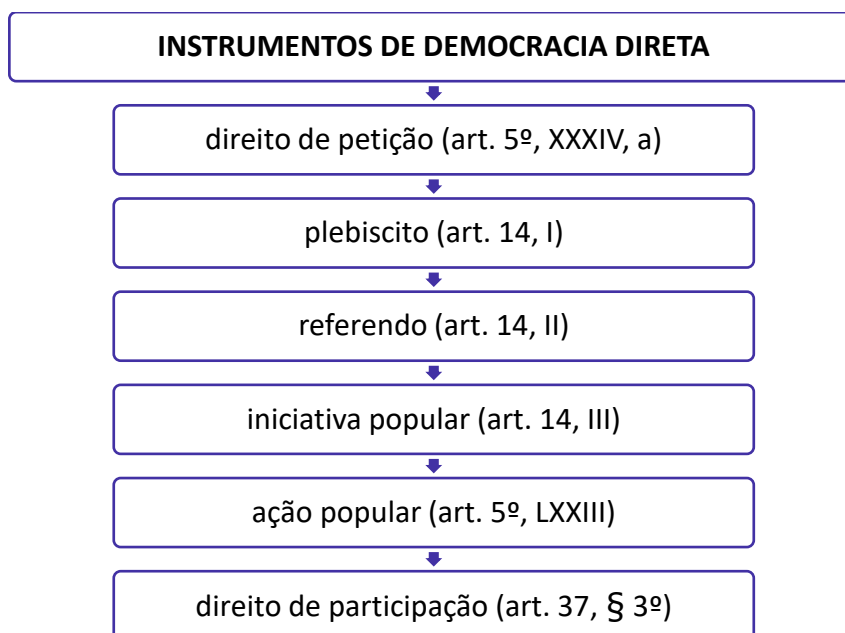 INSTRUMENTOS DE DEMOCRACIA DIRETA
direito de petição (art. 5º, XXXIV, a)
plebiscito (art. 14, I)
referendo (art. 14, II)
iniciativa popular (art. 14, III)
ação popular (art. 5º, LXXIII)
direito de participação (art. 37, § 3º)